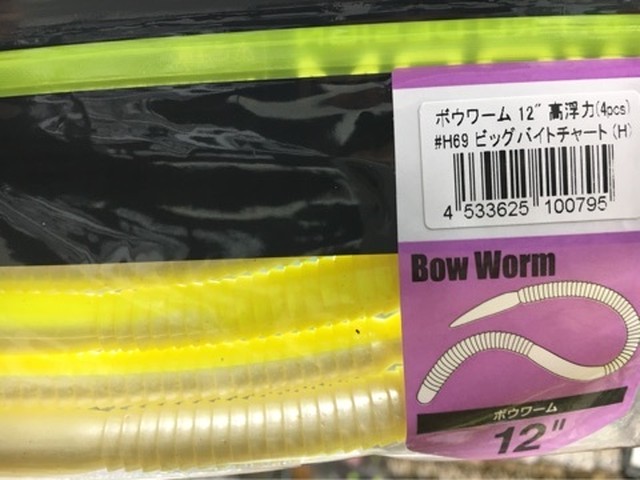 ボウワーム 12" 高浮力(4pcs)
#H69 ビッグバイトチャート (H)
4 533625 100795
Bow Worm
ボウワーム
12"